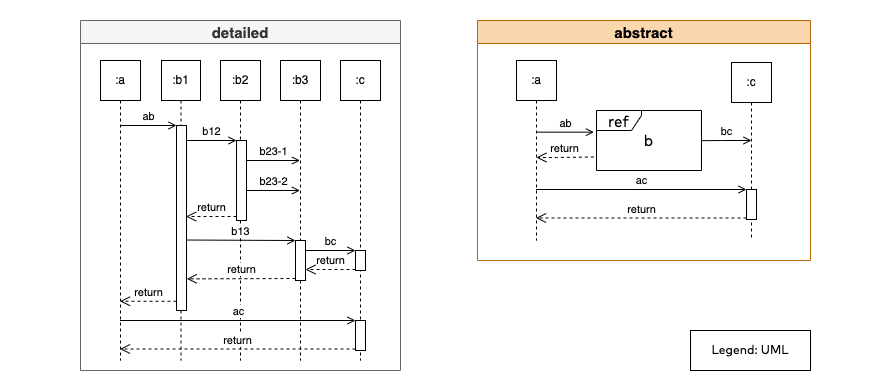 detailed
:a
:b1
:b2
:b3
:c
ab
b12
b23-1
b23-2
return
b13
bc
return
return
return
ac
return
abstract
:a
:c
ref
ab
b
bc
return
ac
return
Legend: UML